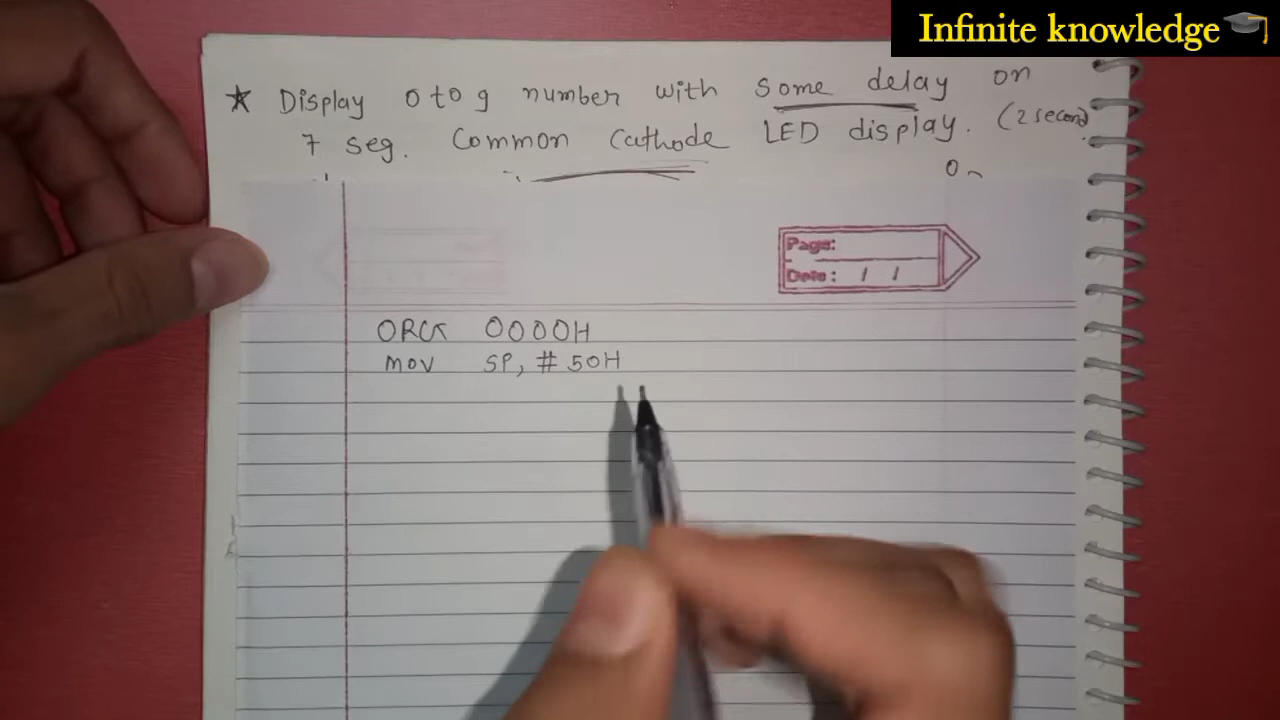 Infinite knowledge
★ Display 0 to 9 number with some delay on
7 seg. Common Cathode LED display. (2 second)
Page:
Date: / /
ORG 0000H
MOV SP, #50H